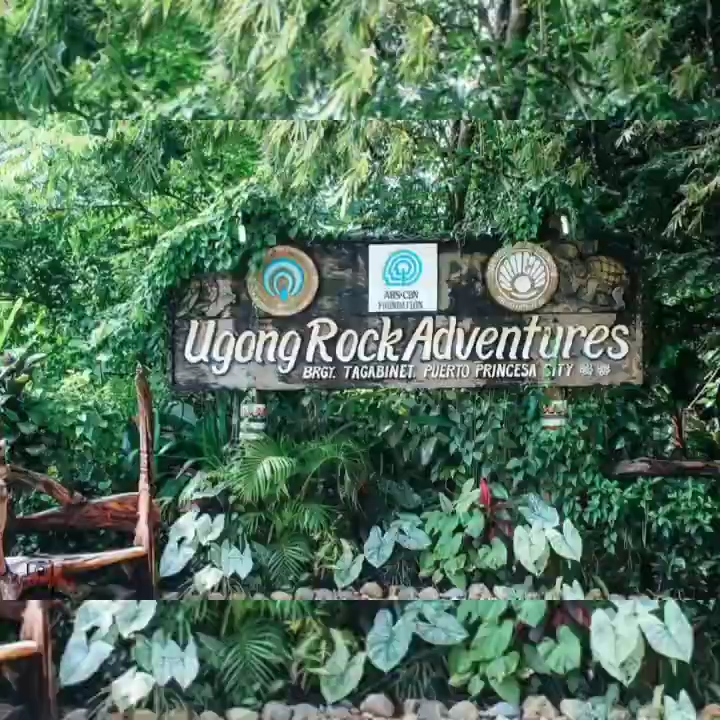 ABS-CBN
FOUNDATION
Ugong Rock Adventures
BRGY. TAGABINET, PUERTO PRINCESA CITY